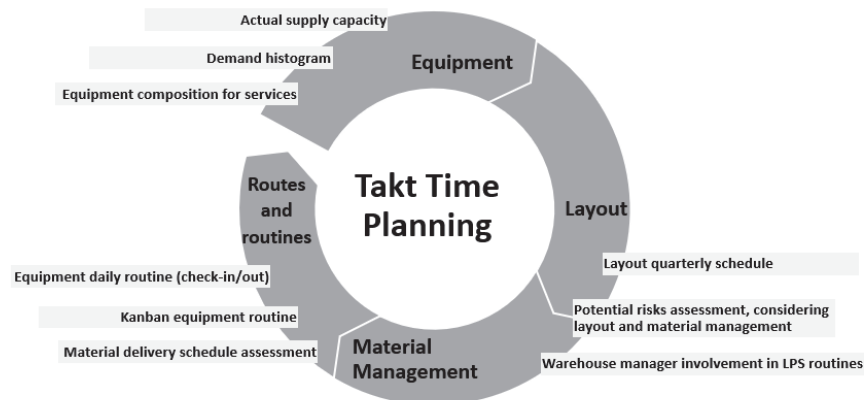 Actual supply capacity
Demand histogram
Equipment composition for services
Equipment
Takt Time
Planning
Routes
and
routines
Layout
Layout quarterly schedule
Equipment daily routine (check-in/out)
Potential risks assessment, considering
layout and material management
Kanban equipment routine
Material delivery schedule assessment
Material
Management
Warehouse manager involvement in LPS routines